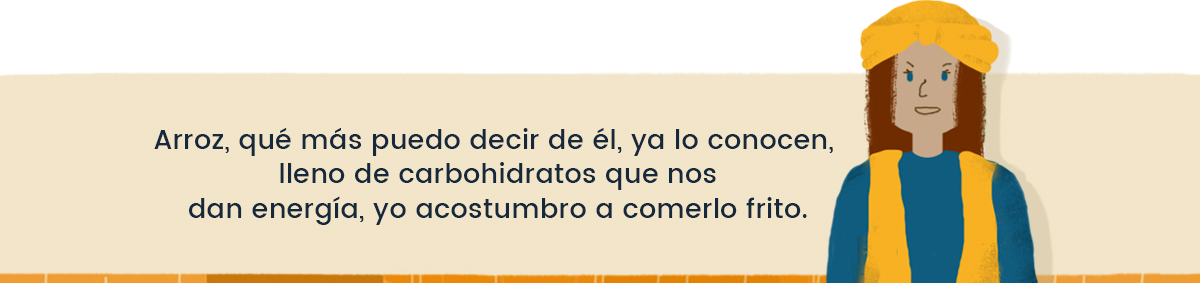 Arroz, qué más puedo decir de él, ya lo conocen,
lleno de carbohidratos que nos
dan energía, yo acostumbro a comerlo frito.